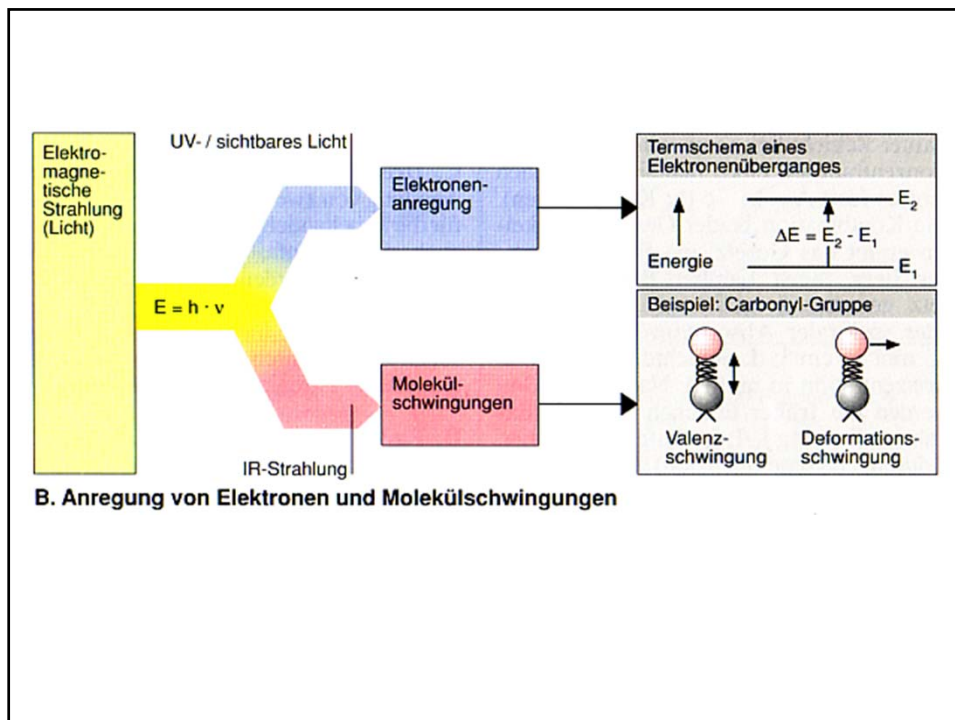 Elektro-
magne-
tische
Strahlung
(Licht)
E = h · ν
UV- / sichtbares Licht
Elektronen-
anregung
Termschema eines
Elektronenüberganges
E₂
ΔE = E₂ - E₁
Energie
E₁
IR-Strahlung
Molekül-
schwingungen
Beispiel: Carbonyl-Gruppe
Valenz-
schwingung
Deformations-
schwingung
B. Anregung von Elektronen und Molekülschwingungen